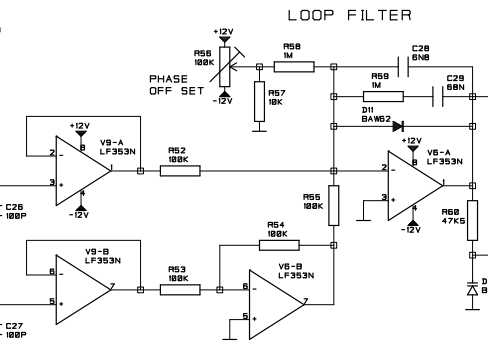 LOOP FILTER
+12V
R56
100K
PHASE
OFF SET
-12V
R57
10K
R58
1M
C28
6N8
R59
1M
C29
68N
D11
BAW62
+12V
V9-A
LF353N
8
2
-
3
+
1
4
-12V
C26
100P
R52
100K
+12V
V6-A
LF353N
8
2
-
3
+
1
4
-12V
R55
100K
R60
47K5
V9-B
LF353N
6
-
5
+
7
C27
100P
R53
100K
R54
100K
V6-B
LF353N
6
-
5
+
7
D
B